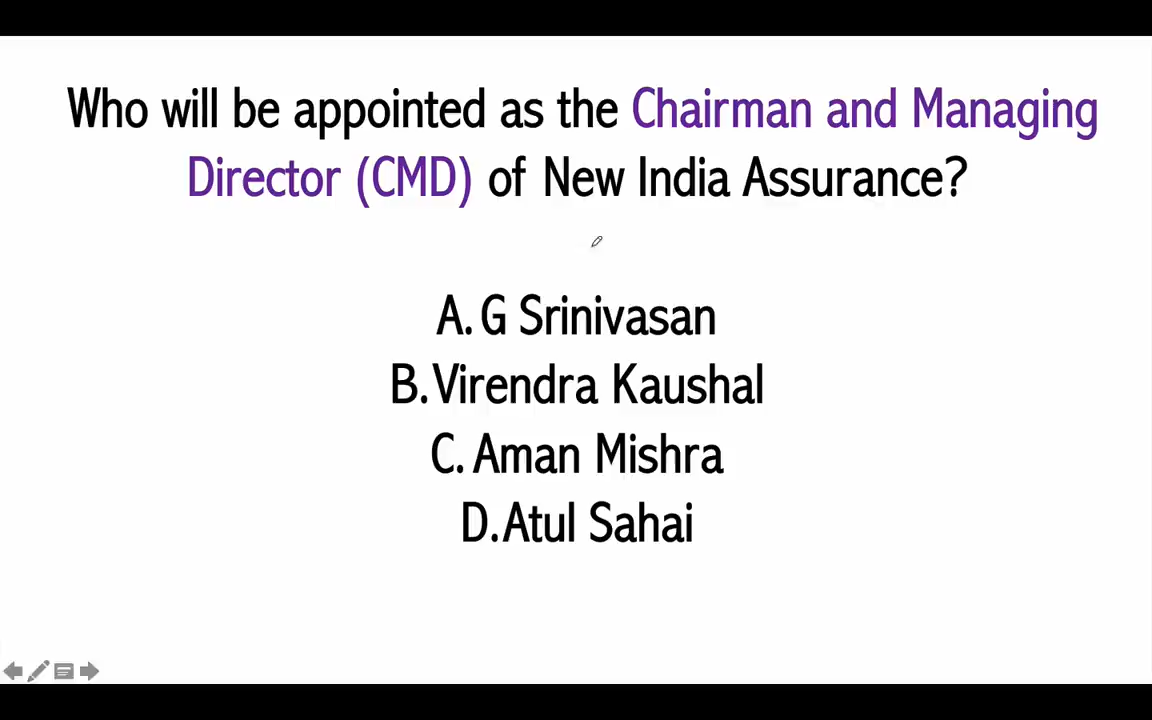 Who will be appointed as the Chairman and Managing
Director (CMD) of New India Assurance?
A. G Srinivasan
B. Virendra Kaushal
C. Aman Mishra
D. Atul Sahai